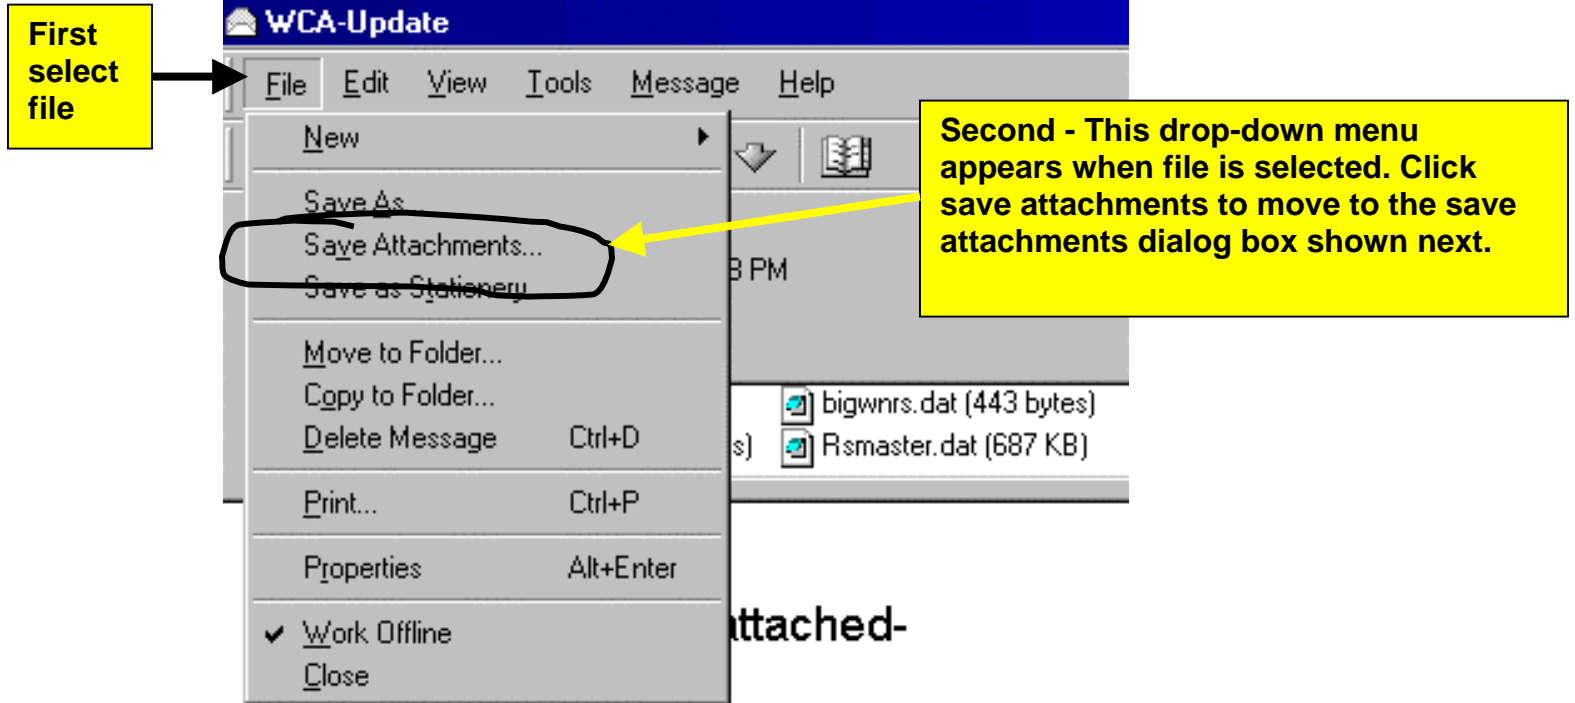 First
select
file
WCA-Update
File Edit View Tools Message Help
Second - This drop-down menu
appears when file is selected. Click
save attachments to move to the save
attachments dialog box shown next.
New
Save As...
Save Attachments...
Save as Stationery
8 PM
Move to Folder...
Copy to Folder...
bigwnrs.dat (443 bytes)
Delete Message Ctrl+D
s) Rsmaster.dat (687 KB)
Print... Ctrl+P
Properties Alt+Enter
Work Offline
attached-
Close